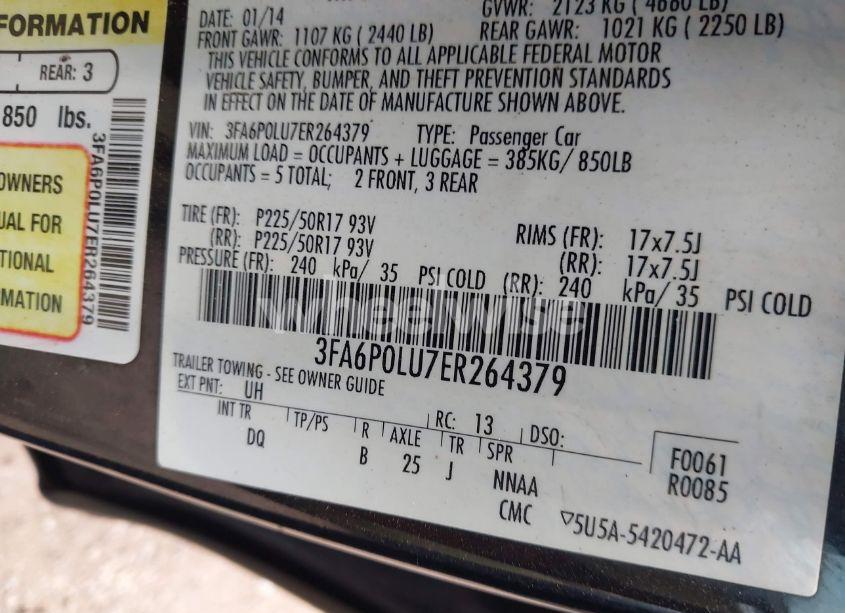 FORMATION
REAR: 3
850 lbs.
OWNERS
UAL FOR
TIONAL
RMATION
3FA6P0LU7ER264379
DATE: 01/14
GVWR: 2123 KG ( 4680 LB)
FRONT GAWR: 1107 KG ( 2440 LB)
REAR GAWR: 1021 KG ( 2250 LB)
THIS VEHICLE CONFORMS TO ALL APPLICABLE FEDERAL MOTOR
VEHICLE SAFETY, BUMPER, AND THEFT PREVENTION STANDARDS
IN EFFECT ON THE DATE OF MANUFACTURE SHOWN ABOVE.
VIN: 3FA6P0LU7ER264379 TYPE: Passenger Car
MAXIMUM LOAD = OCCUPANTS + LUGGAGE = 385KG/ 850LB
OCCUPANTS = 5 TOTAL; 2 FRONT, 3 REAR
TIRE (FR): P225/50R17 93V RIMS (FR): 17x7.5J
(RR): P225/50R17 93V (RR): 17x7.5J
PRESSURE (FR): 240 kPa/ 35 PSI COLD (RR): 240 kPa/ 35 PSI COLD
wheelwise
3FA6P0LU7ER264379
TRAILER TOWING - SEE OWNER GUIDE
EXT PNT: UH RC: 13 DSO:
INT TR TP/PS R AXLE TR SPR
DQ B 25 J NNAA
CMC
F0061
R0085
▽5U5A-5420472-AA